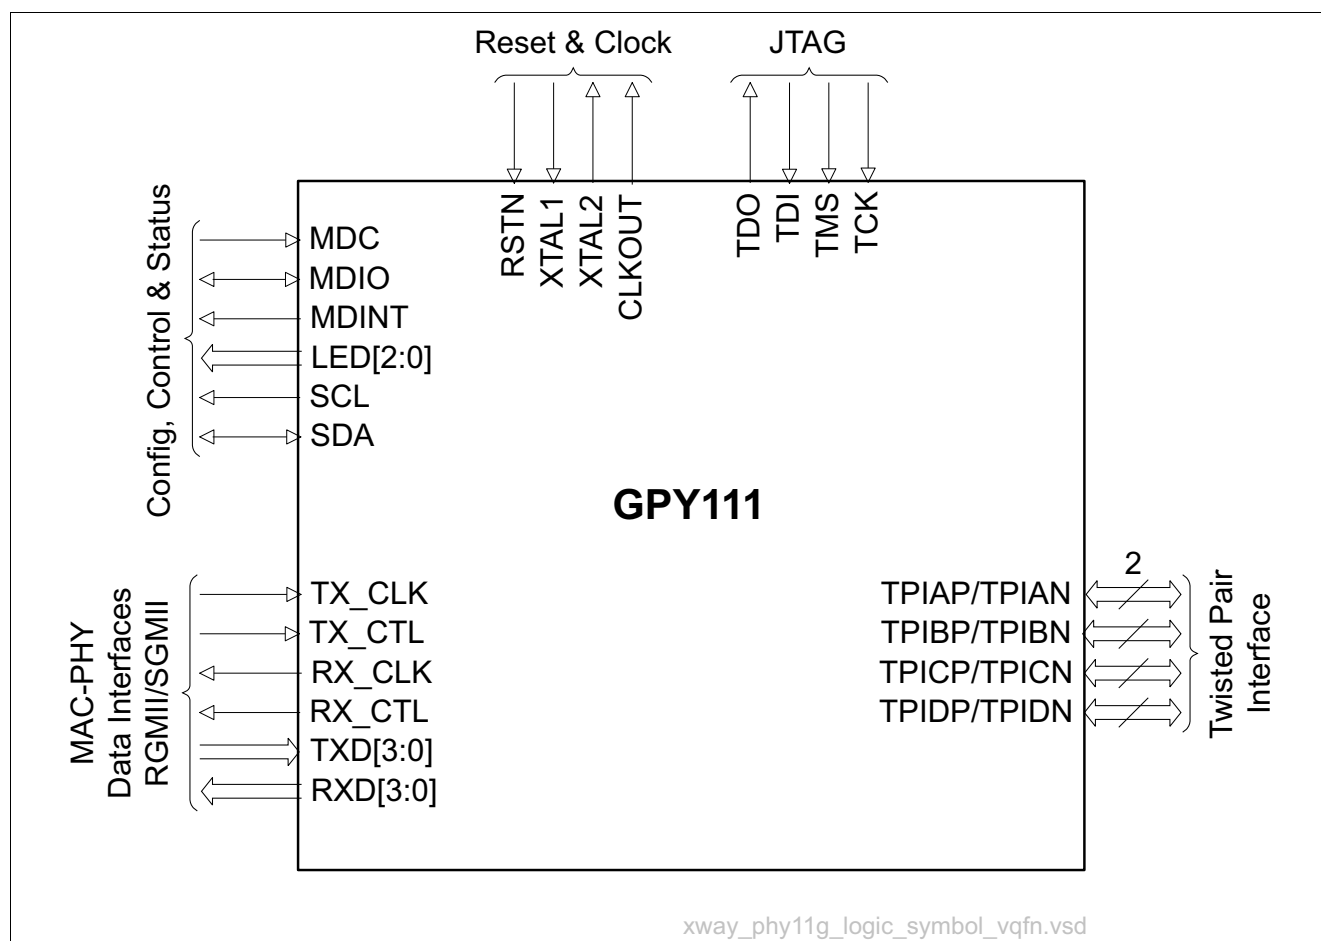 Reset & Clock
JTAG
RSTN
XTAL1
XTAL2
CLKOUT
TDO
TDI
TMS
TCK
Config, Control & Status
MDC
MDIO
MDINT
LED[2:0]
SCL
SDA
GPY111
MAC-PHY
Data Interfaces
RGMII/SGMII
TX_CLK
TX_CTL
RX_CLK
RX_CTL
TXD[3:0]
RXD[3:0]
2
TPIAP/TPIAN
TPIBP/TPIBN
TPICP/TPICN
TPIDP/TPIDN
Twisted Pair
Interface
xway_phy11g_logic_symbol_vqfn.vsd